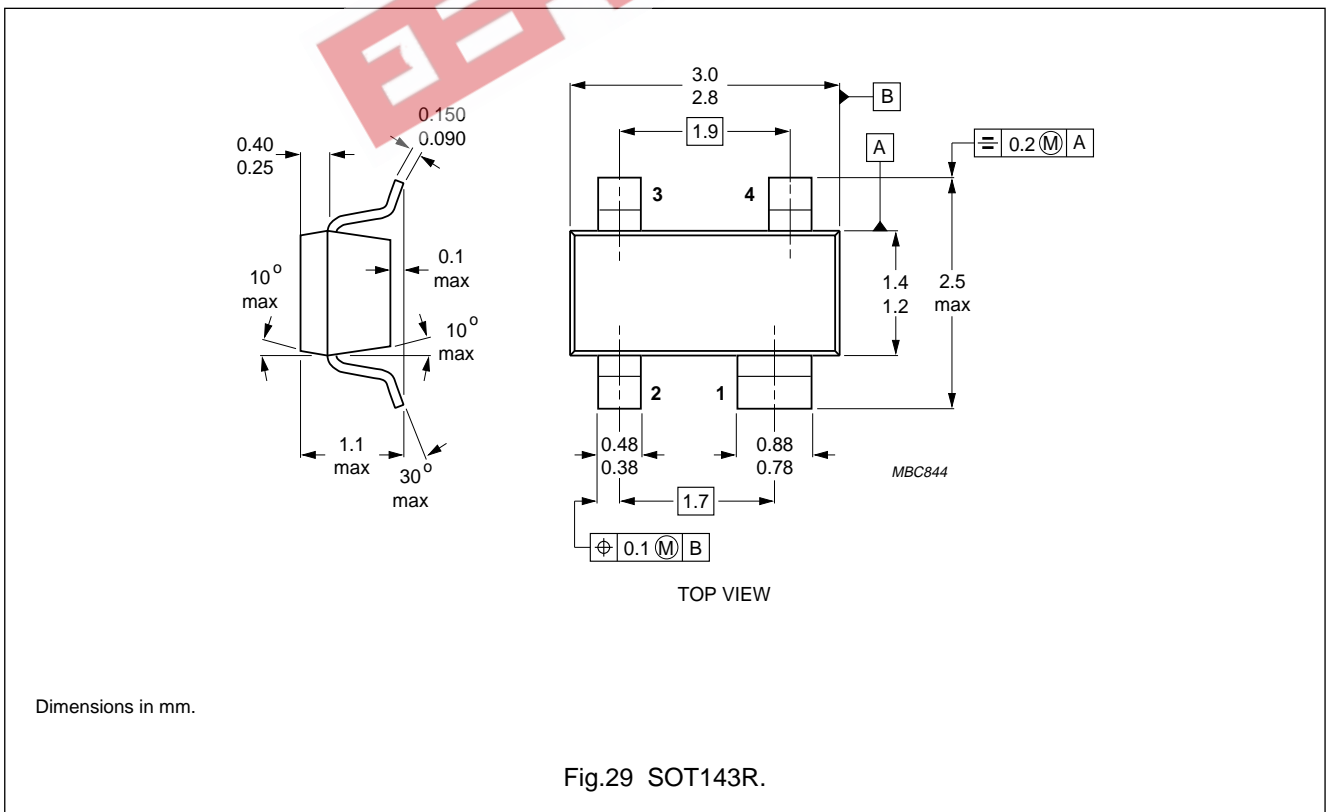 3.0
2.8
B
1.9
0.150
0.090
0.40
0.25
A
⌯ 0.2 Ⓜ A
3
4
0.1
max
10°
max
10°
max
1.4
1.2
2.5
max
2
1
1.1
max
30°
max
0.48
0.38
0.88
0.78
MBC844
1.7
⌖ 0.1 Ⓜ B
TOP VIEW
Dimensions in mm.
Fig.29 SOT143R.